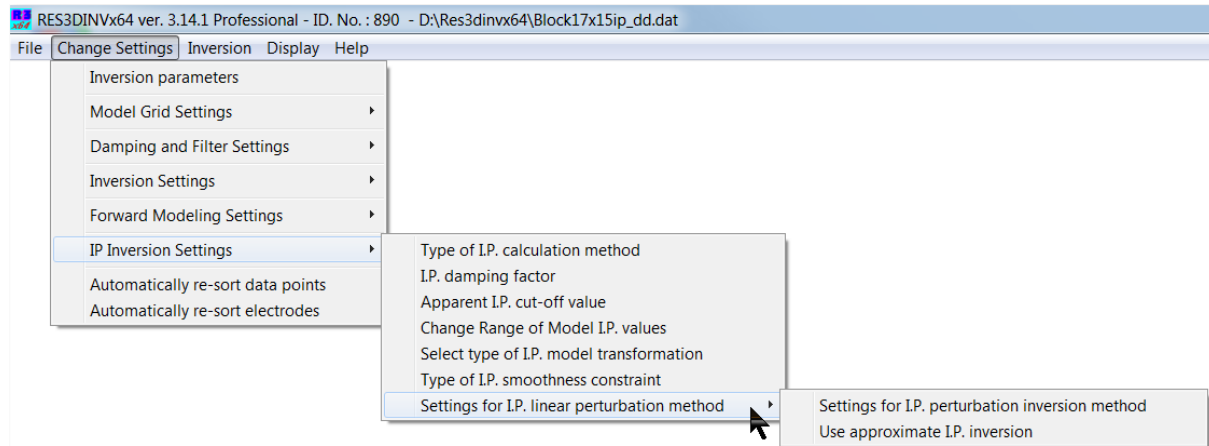 R3 x64 RES3DINVx64 ver. 3.14.1 Professional - ID. No. : 890 - D:\Res3dinvx64\Block17x15ip_dd.dat
File Change Settings Inversion Display Help
Inversion parameters
Model Grid Settings
Damping and Filter Settings
Inversion Settings
Forward Modeling Settings
IP Inversion Settings
Automatically re-sort data points
Automatically re-sort electrodes
Type of I.P. calculation method
I.P. damping factor
Apparent I.P. cut-off value
Change Range of Model I.P. values
Select type of I.P. model transformation
Type of I.P. smoothness constraint
Settings for I.P. linear perturbation method
Settings for I.P. perturbation inversion method
Use approximate I.P. inversion